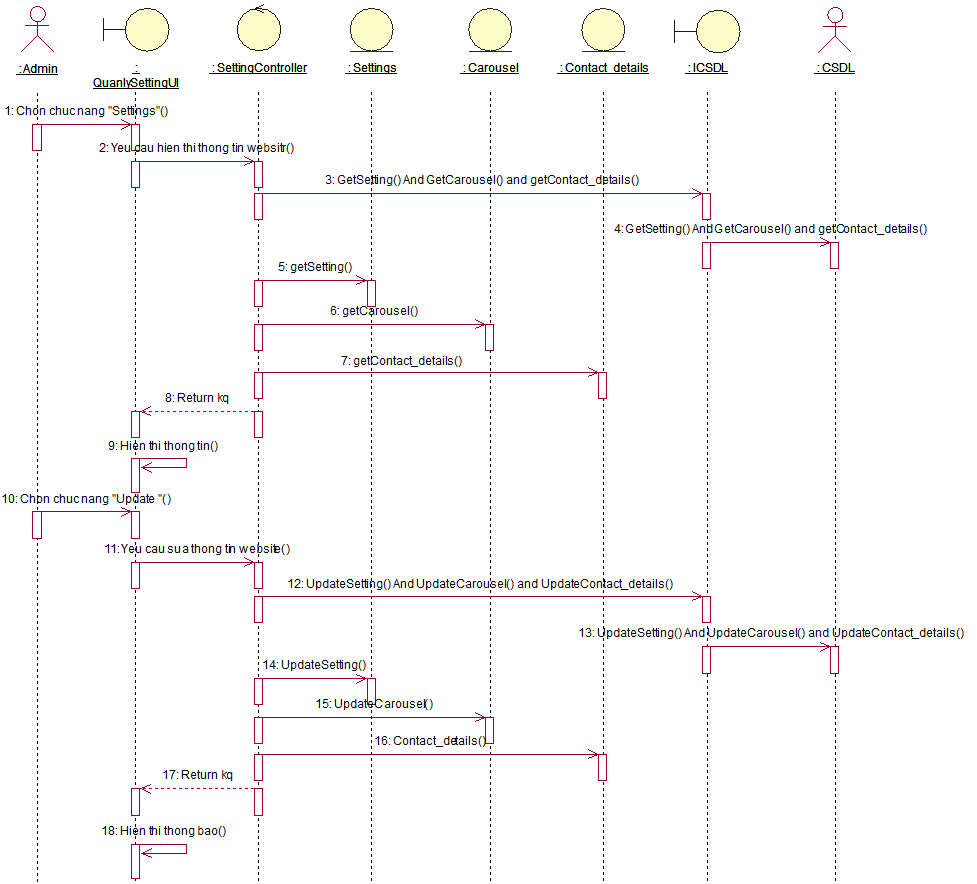 : Admin
:
QuanlySettingUI
: SettingController
: Settings
: Carousel
: Contact_details
: ICSDL
: CSDL
1: Chon chuc nang "Settings"()
2: Yeu cau hien thi thong tin websitr()
3: GetSetting() And GetCarousel() and getContact_details()
4: GetSetting() And GetCarousel() and getContact_details()
5: getSetting()
6: getCarousel()
7: getContact_details()
8: Return kq
9: Hien thi thong tin()
10: Chon chuc nang "Update "()
11: Yeu cau sua thong tin website()
12: UpdateSetting() And UpdateCarousel() and UpdateContact_details()
13: UpdateSetting() And UpdateCarousel() and UpdateContact_details()
14: UpdateSetting()
15: UpdateCarousel()
16: Contact_details()
17: Return kq
18: Hien thi thong bao()